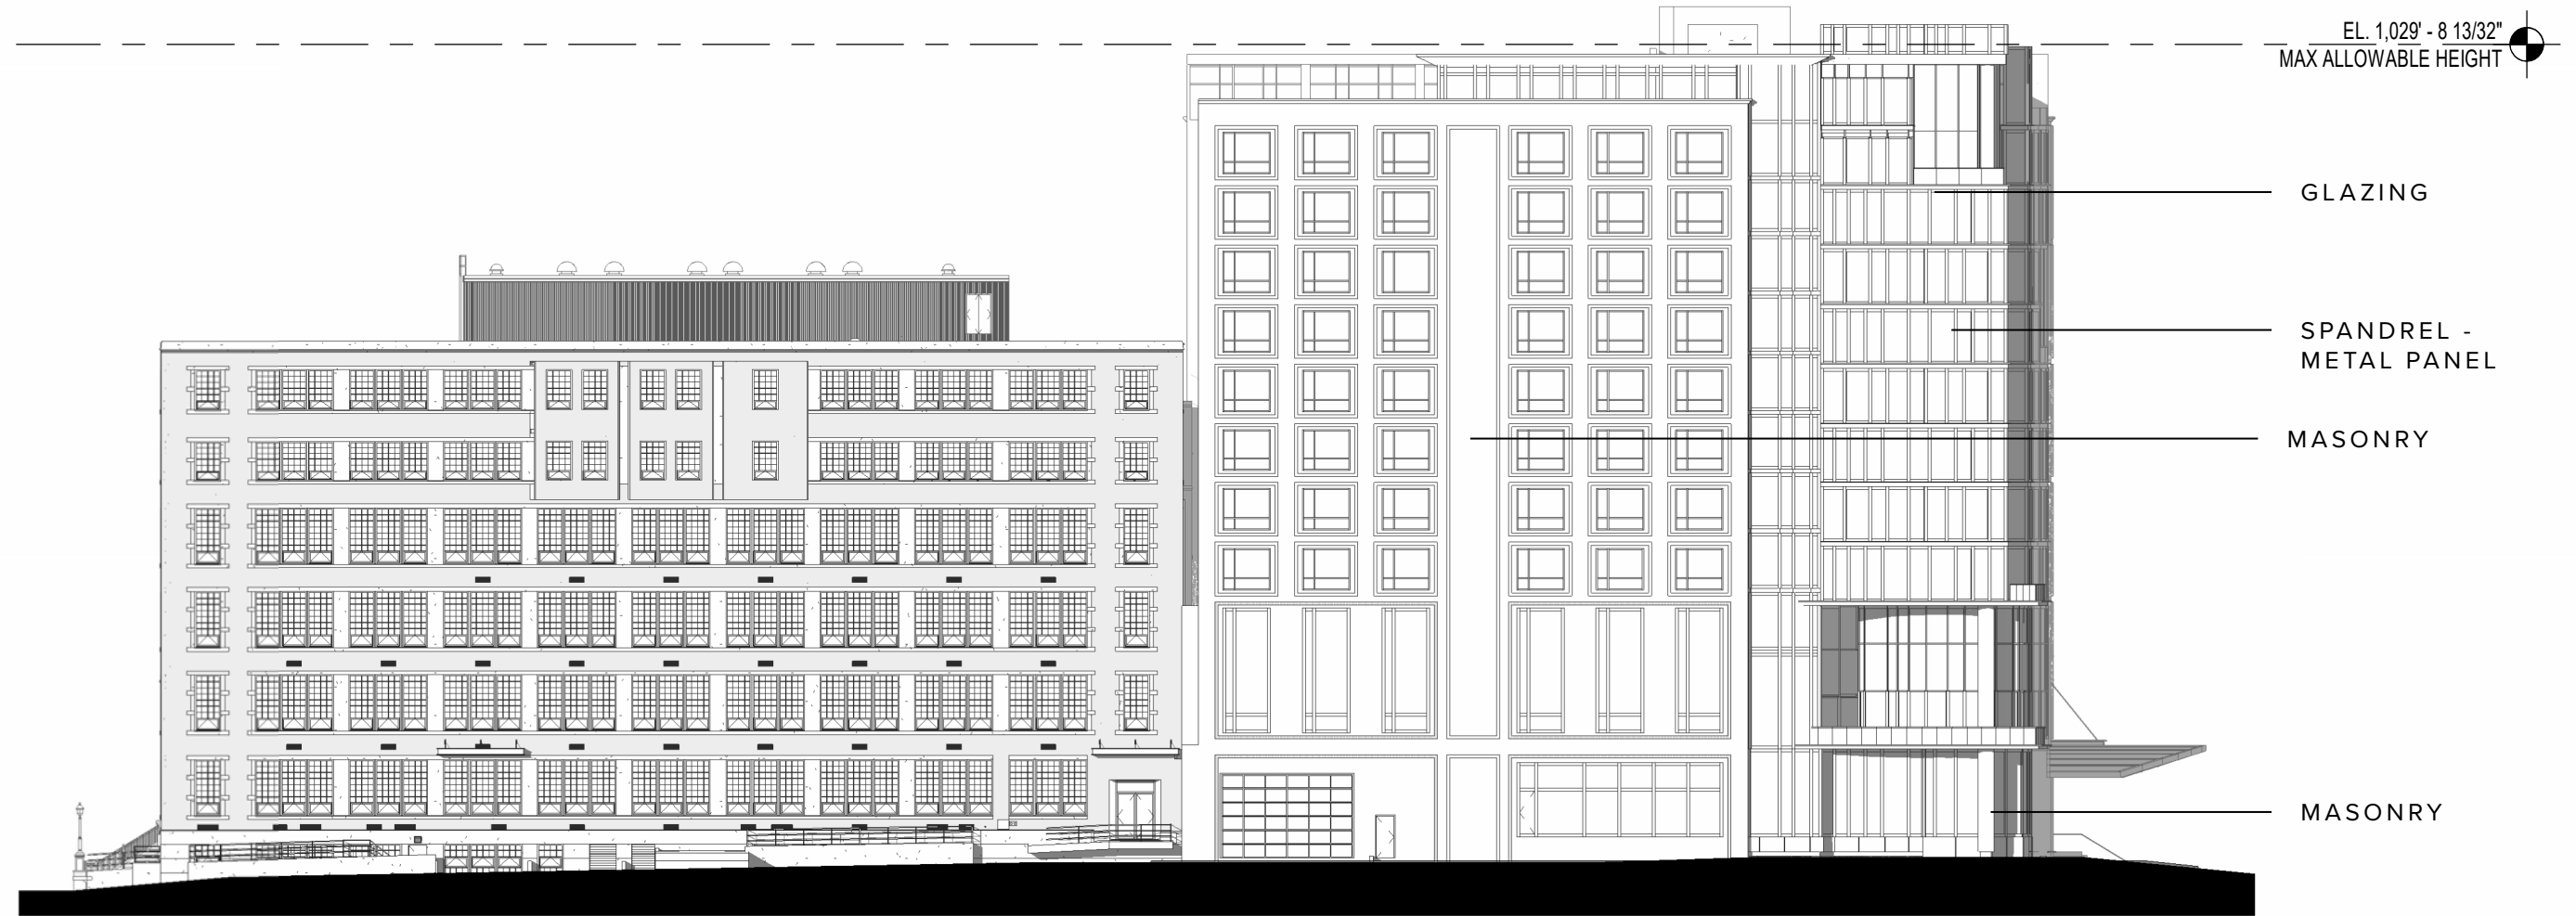 EL. 1,029' - 8 13/32"
MAX ALLOWABLE HEIGHT
GLAZING
SPANDREL -
METAL PANEL
MASONRY
MASONRY